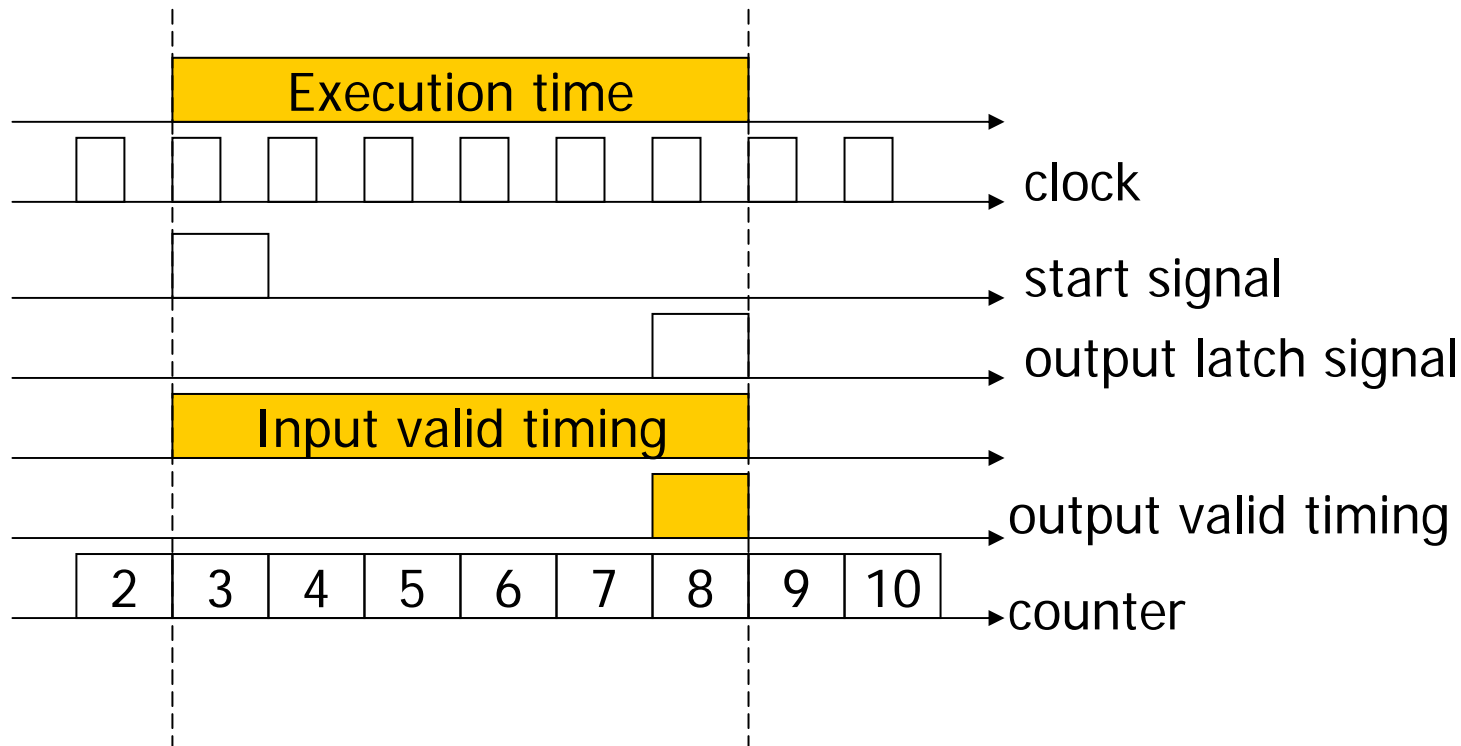 Execution time
clock
start signal
output latch signal
Input valid timing
output valid timing
2 3 4 5 6 7 8 9 10
counter